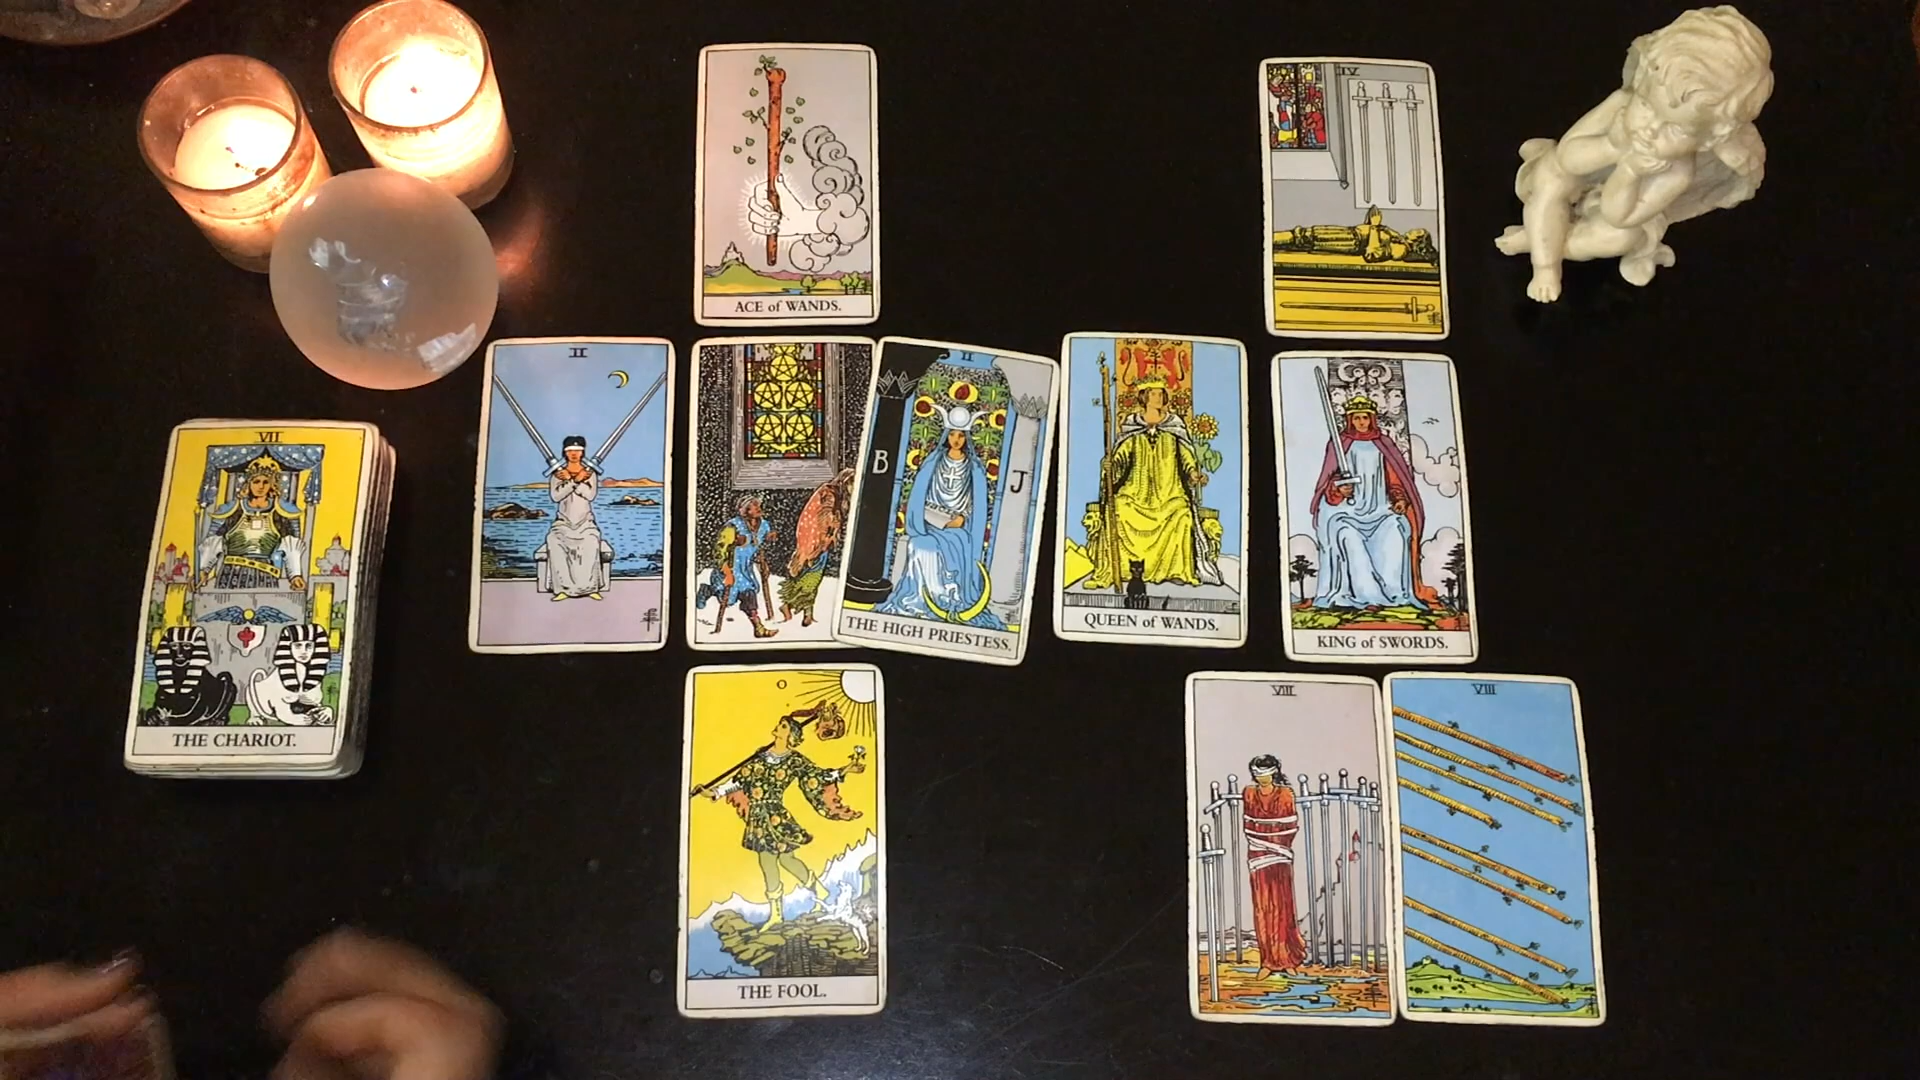 ACE of WANDS.
IV
II
II
B
J
QUEEN of WANDS.
KING of SWORDS.
THE HIGH PRIESTESS.
VII
THE CHARIOT.
0
THE FOOL.
VIII
VIII